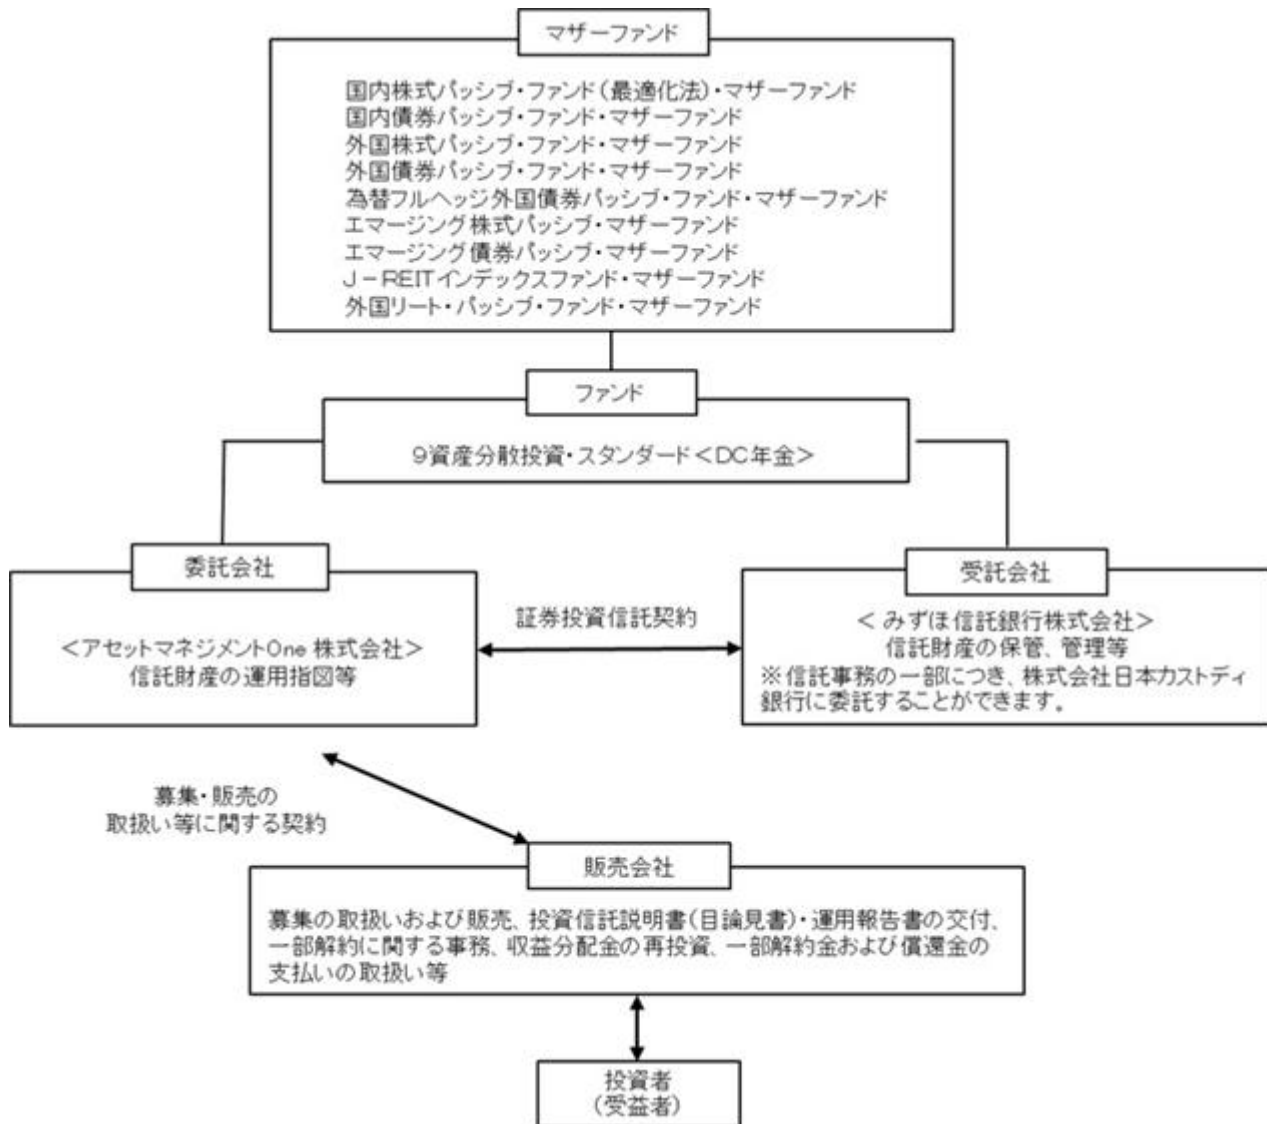 マザーファンド
国内株式パッシブ・ファンド(最適化法)・マザーファンド
国内債券パッシブ・ファンド・マザーファンド
外国株式パッシブ・ファンド・マザーファンド
外国債券パッシブ・ファンド・マザーファンド
為替フルヘッジ外国債券パッシブ・ファンド・マザーファンド
エマージング株式パッシブ・マザーファンド
エマージング債券パッシブ・マザーファンド
J-REITインデックスファンド・マザーファンド
外国リート・パッシブ・ファンド・マザーファンド
ファンド
9資産分散投資・スタンダード<DC年金>
委託会社
<アセットマネジメントOne 株式会社>
信託財産の運用指図等
証券投資信託契約
受託会社
< みずほ信託銀行株式会社>
信託財産の保管、管理等
※信託事務の一部につき、株式会社日本カストディ
銀行に委託することができます。
募集・販売の
取扱い等に関する契約
販売会社
募集の取扱いおよび販売、投資信託説明書(目論見書)・運用報告書の交付、
一部解約に関する事務、収益分配金の再投資、一部解約金および償還金の
支払いの取扱い等
投資者
(受益者)